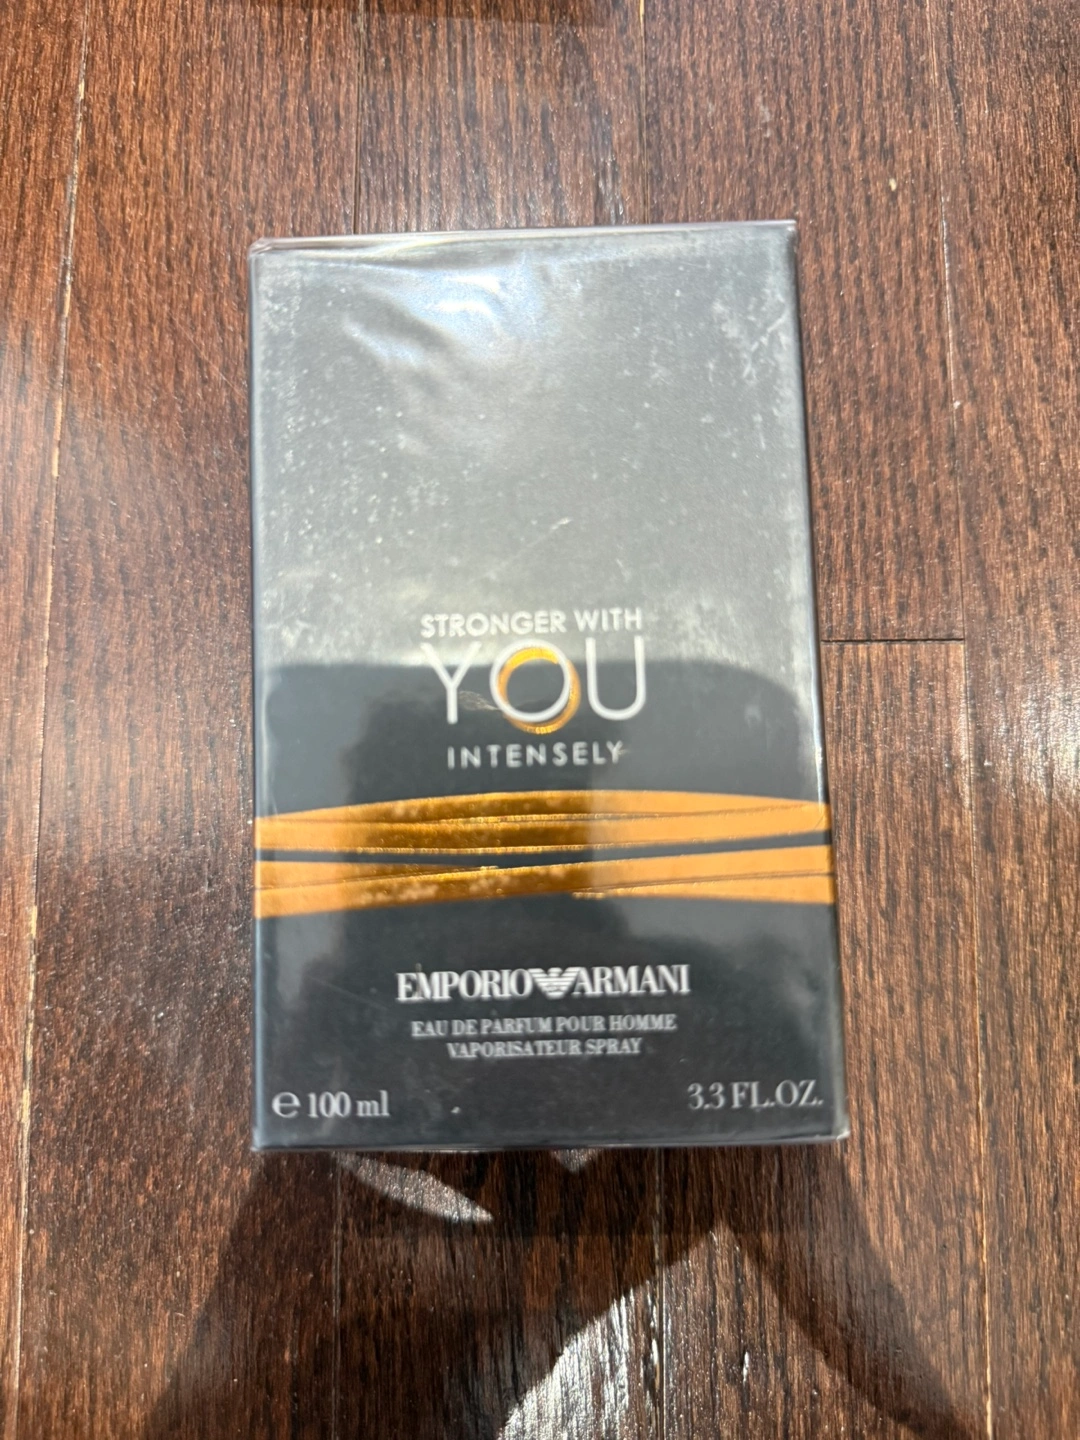 STRONGER WITH
YOU
INTENSELY
EMPORIO ARMANI
EAU DE PARFUM POUR HOMME
VAPORISATEUR SPRAY
℮ 100 ml
3.3 FL.OZ.